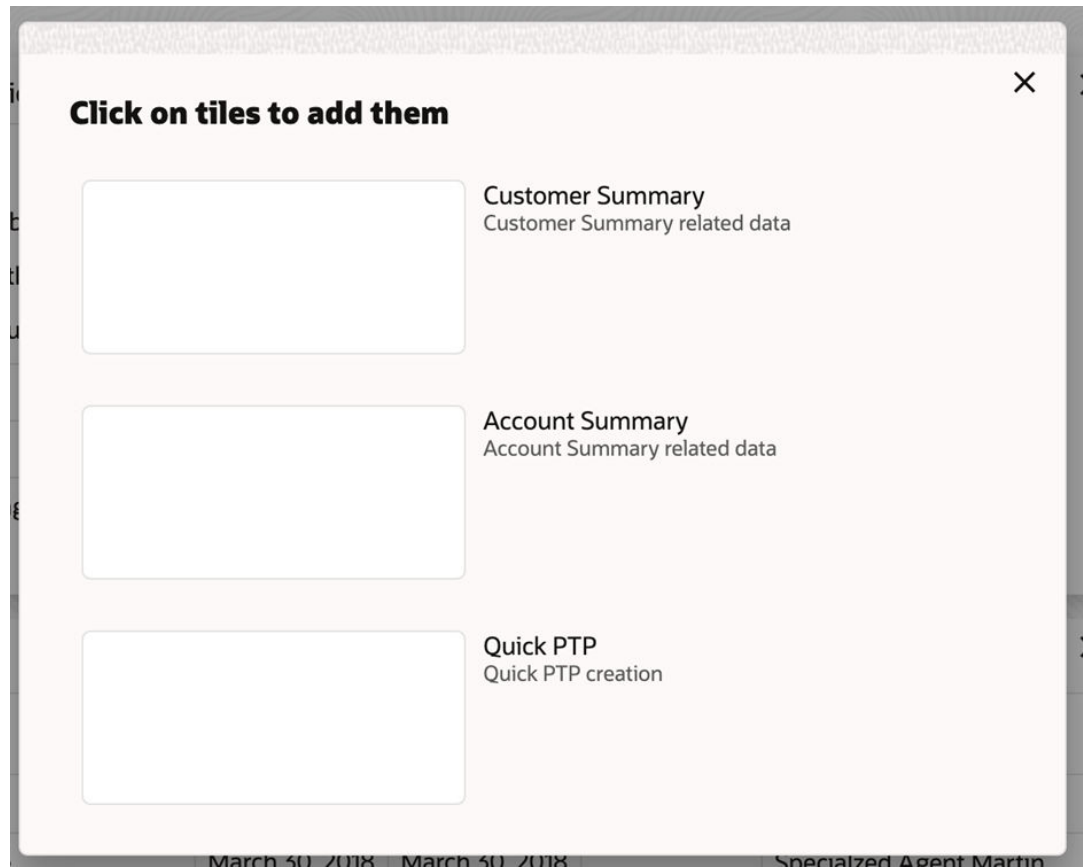 Click on tiles to add them
Customer Summary
Customer Summary related data
Account Summary
Account Summary related data
Quick PTP
Quick PTP creation
March 30, 2018 March 30, 2018 Specialzed Agent Martin